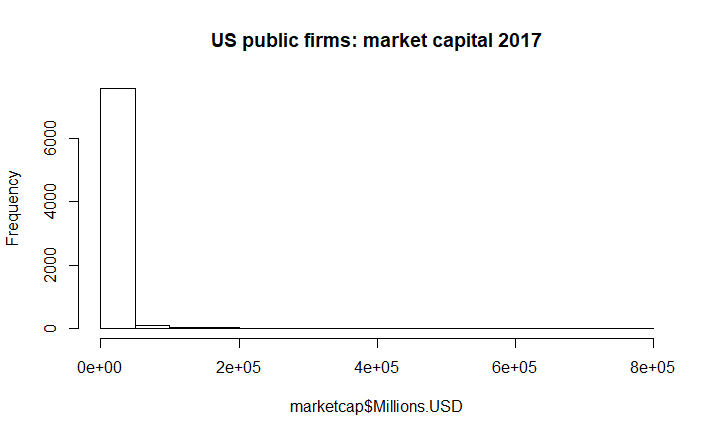 US public firms: market capital 2017
Frequency
6000
4000
2000
0
0e+00 2e+05 4e+05 6e+05 8e+05
marketcap$Millions.USD